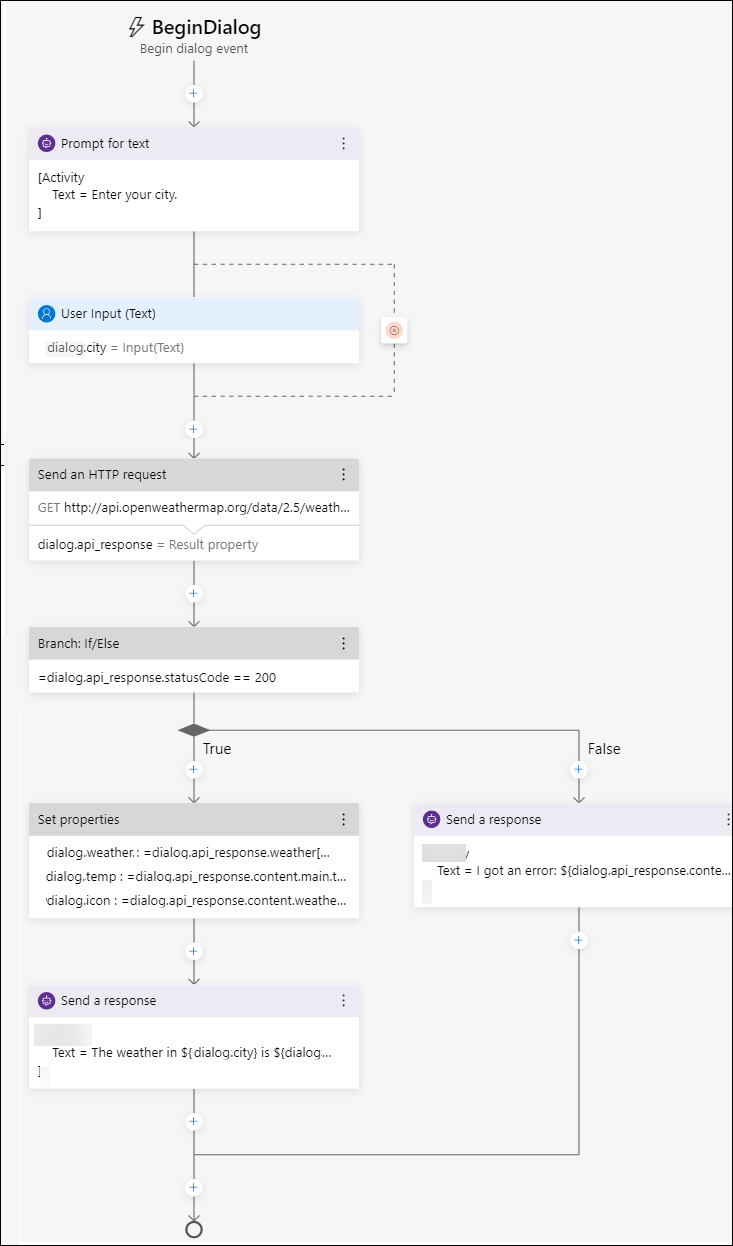 BeginDialog
Begin dialog event
Prompt for text
[Activity
Text = Enter your city.
]
User Input (Text)
dialog.city = Input(Text)
Send an HTTP request
GET http://api.openweathermap.org/data/2.5/weath...
dialog.api_response = Result property
Branch: If/Else
=dialog.api_response.statusCode == 200
True
False
Set properties
dialog.weather : =dialog.api_response.weather[...
dialog.temp : =dialog.api_response.content.main.t...
dialog.icon : =dialog.api_response.content.weathe...
Send a response
Text = I got an error: ${dialog.api_response.conte...
Send a response
Text = The weather in ${dialog.city} is ${dialog...
]